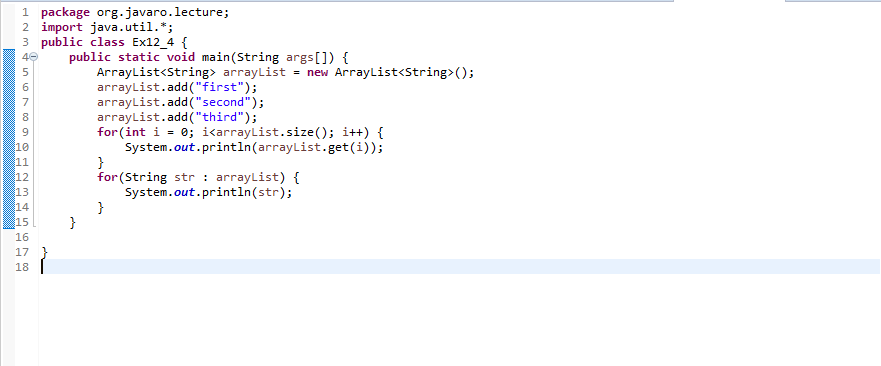 1 package org.javaro.lecture;
2 import java.util.*;
3 public class Ex12_4 {
4 public static void main(String args[]) {
5 ArrayList<String> arrayList = new ArrayList<String>();
6 arrayList.add("first");
7 arrayList.add("second");
8 arrayList.add("third");
9 for(int i = 0; i<arrayList.size(); i++) {
10 System.out.println(arrayList.get(i));
11 }
12 for(String str : arrayList) {
13 System.out.println(str);
14 }
15 }
16
17 }
18